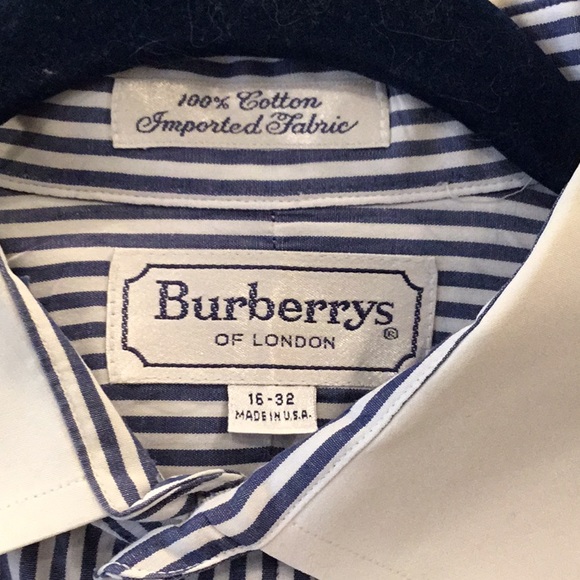 100% Cotton
Imported Fabric
Burberrys®
OF LONDON
16-32
MADE IN U.S.A.